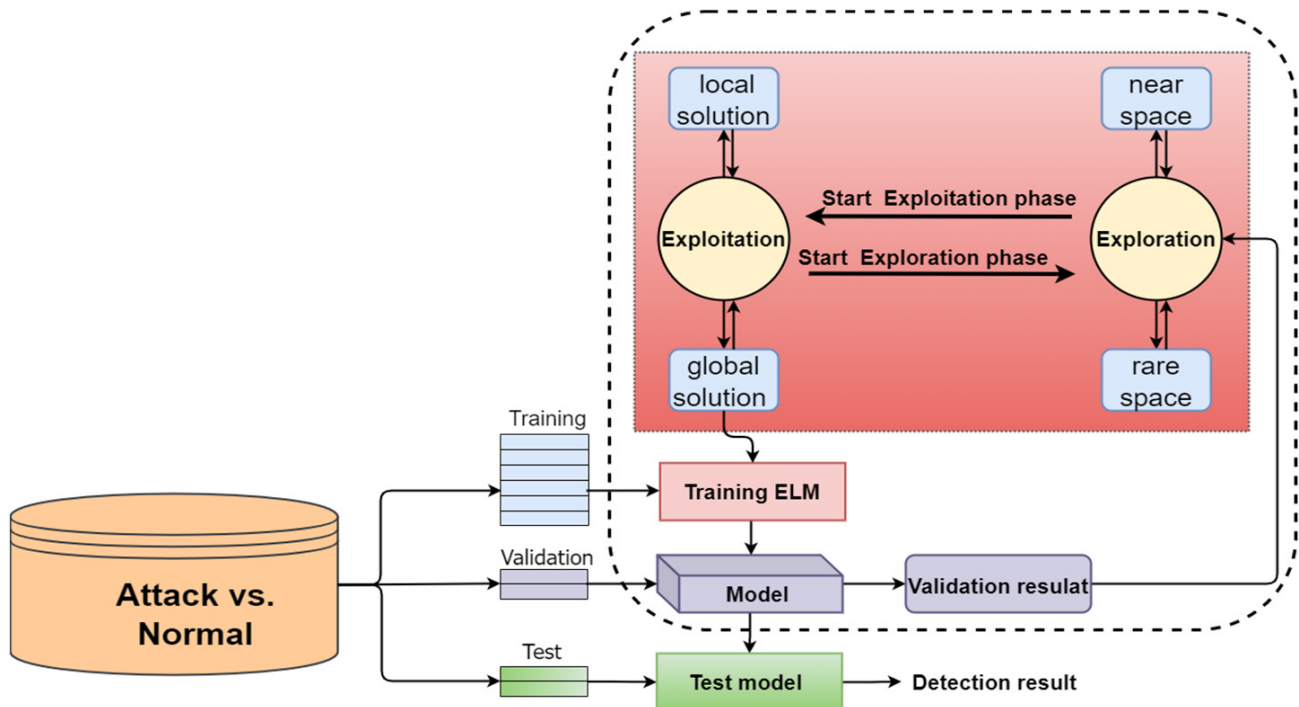 local
solution
near
space
Start Exploitation phase
Exploitation
Exploration
Start Exploration phase
global
solution
rare
space
Training
Training ELM
Validation
Attack vs.
Normal
Model
Validation resulat
Test
Test model
Detection result